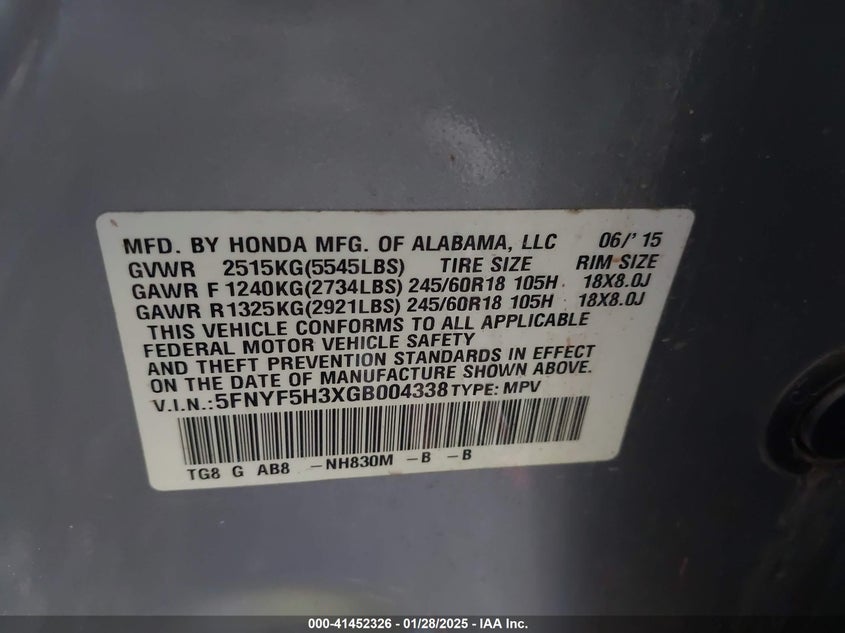 MFD. BY HONDA MFG. OF ALABAMA, LLC 06/' 15
GVWR 2515KG(5545LBS) TIRE SIZE RIM SIZE
GAWR F 1240KG(2734LBS) 245/60R18 105H 18X8.0J
GAWR R 1325KG(2921LBS) 245/60R18 105H 18X8.0J
THIS VEHICLE CONFORMS TO ALL APPLICABLE
FEDERAL MOTOR VEHICLE SAFETY
AND THEFT PREVENTION STANDARDS IN EFFECT
ON THE DATE OF MANUFACTURE SHOWN ABOVE.
V.I.N.:5FNYF5H3XGB004338 TYPE: MPV
TG8 G AB8 -NH830M -B -B
000-41452326 | 01/28/2025 - IAA Inc.